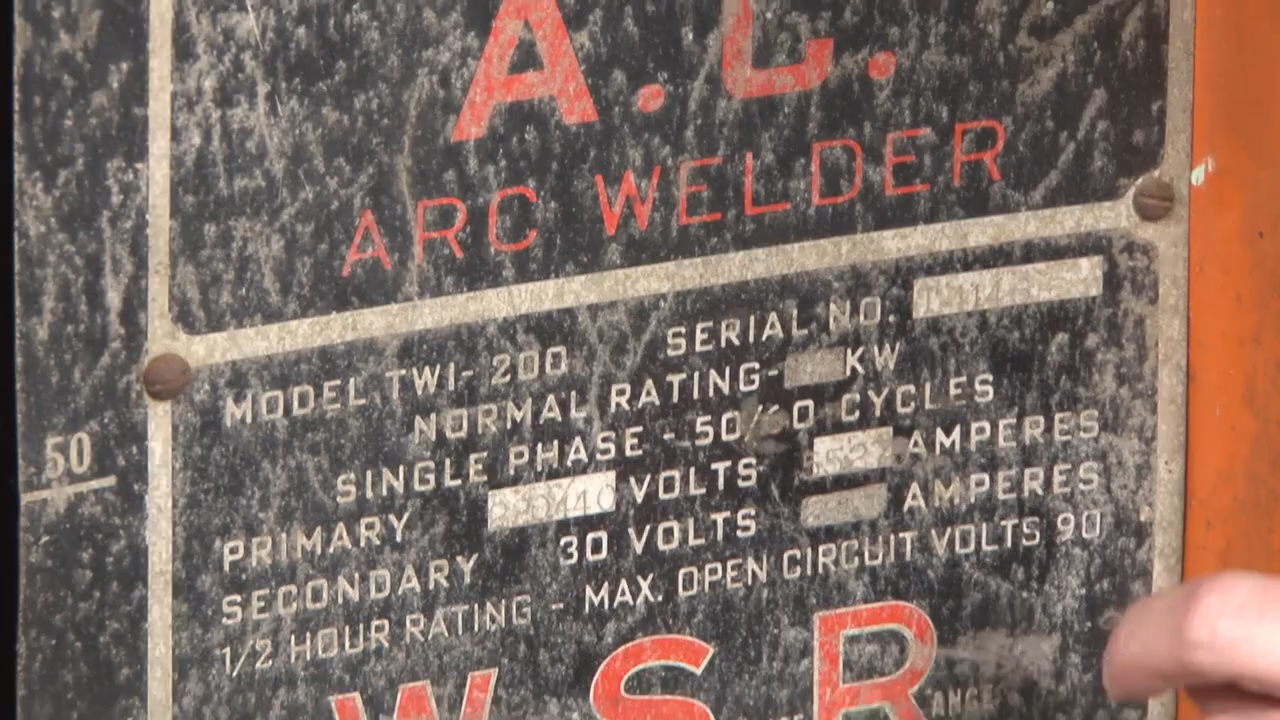 A.C.
ARC WELDER
MODEL TWI-200 SERIAL NO.
NORMAL RATING- KW
SINGLE PHASE - 50/60 CYCLES
PRIMARY VOLTS AMPERES
SECONDARY 30 VOLTS AMPERES
1/2 HOUR RATING - MAX. OPEN CIRCUIT VOLTS 90
50
WSR